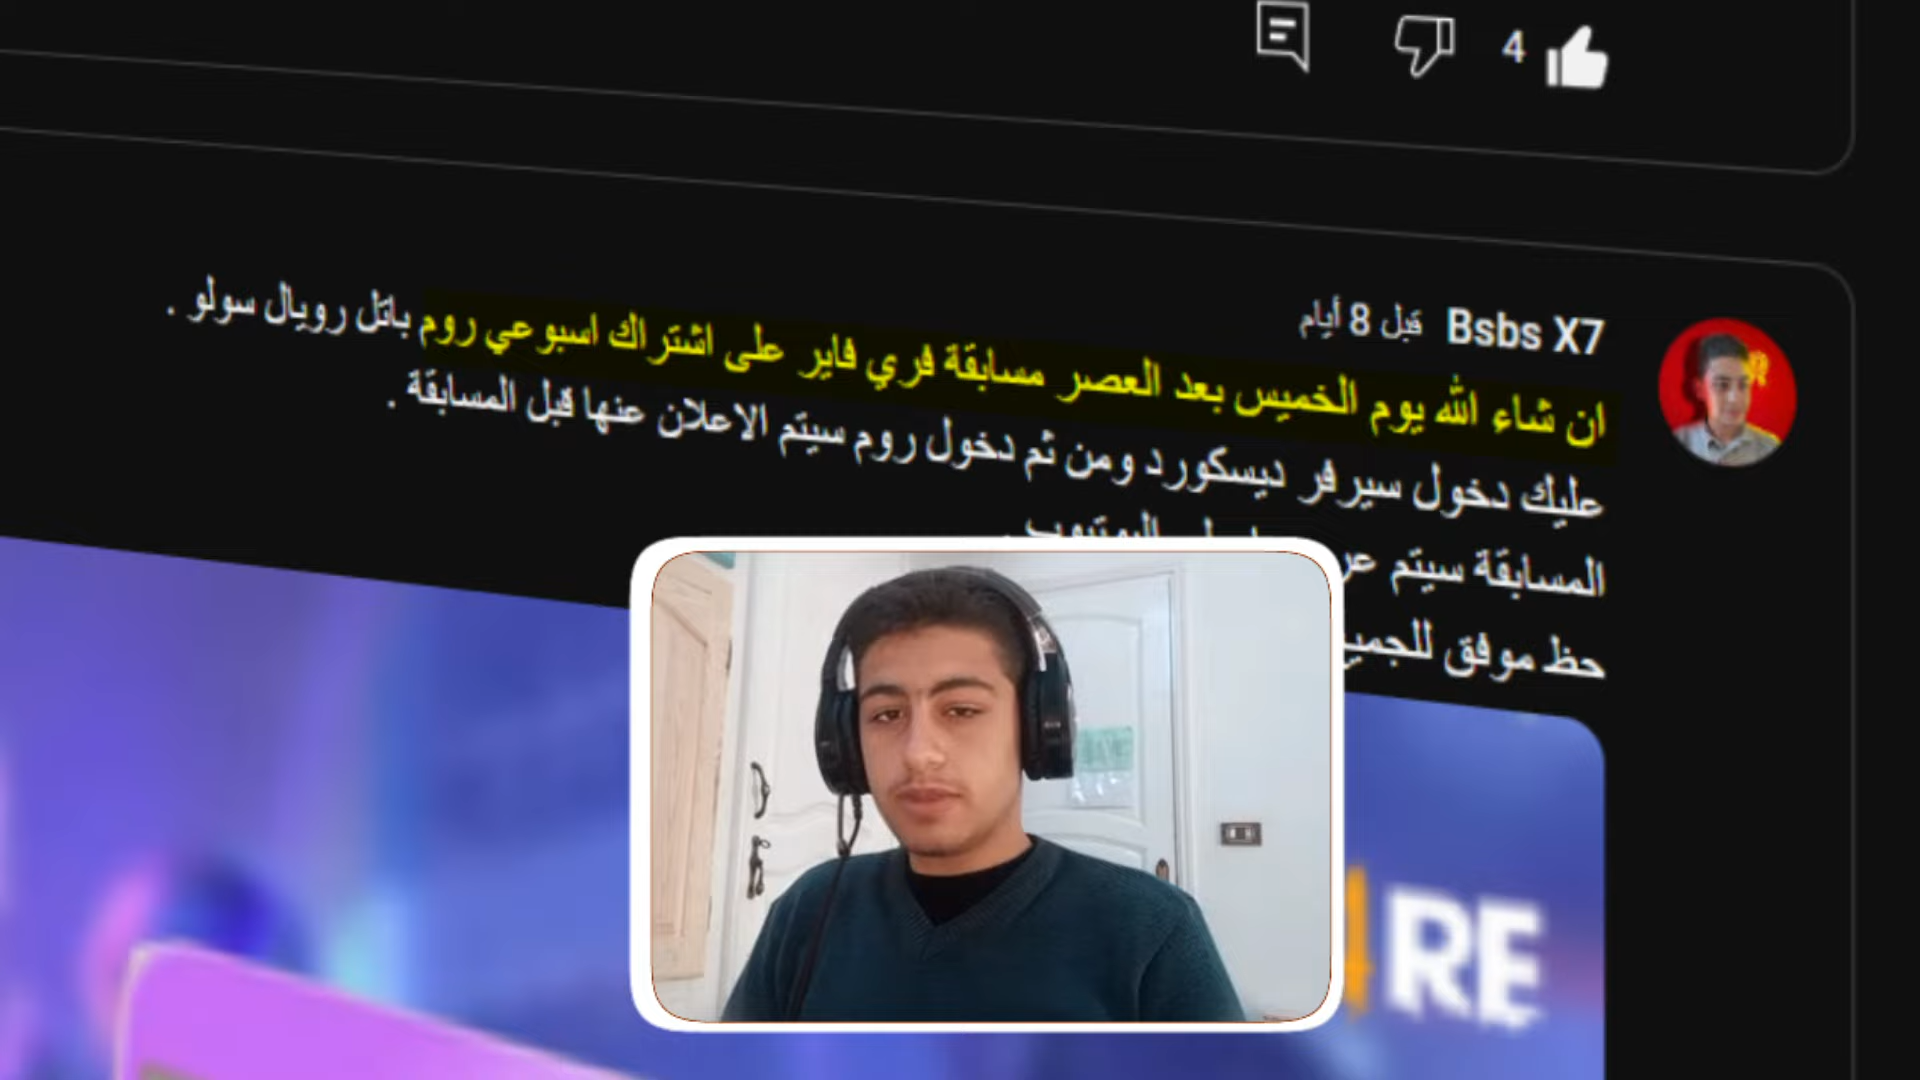 4
Bsbs X7 قبل 8 أيام
ان شاء الله يوم الخميس بعد العصر مسابقة فري فاير على اشتراك اسبوعي روم باتل رويال سولو .
عليك دخول سيرفر ديسكورد ومن ثم دخول روم سيتم الاعلان عنها قبل المسابقة .
المسابقة سيتم
حظ موفق للجميع
RE